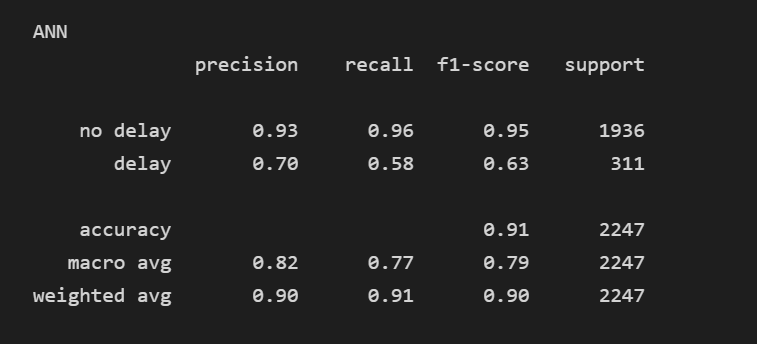 ANN
precision recall f1-score support
no delay 0.93 0.96 0.95 1936
delay 0.70 0.58 0.63 311
accuracy 0.91 2247
macro avg 0.82 0.77 0.79 2247
weighted avg 0.90 0.91 0.90 2247